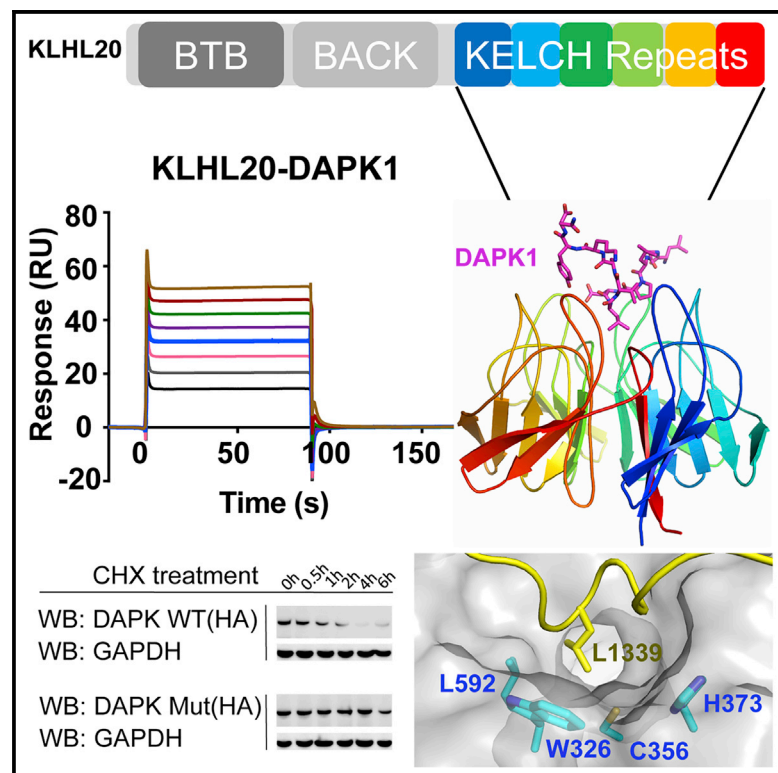 KLHL20 BTB BACK KELCH Repeats
KLHL20-DAPK1
Response (RU)
80
60
40
20
0
-20
0 50 100 150
Time (s)
DAPK1
CHX treatment 0h 0.5h 1h 2h 4h 6h
WB: DAPK WT(HA)
WB: GAPDH
WB: DAPK Mut(HA)
WB: GAPDH
L1339
L592
H373
W326 C356